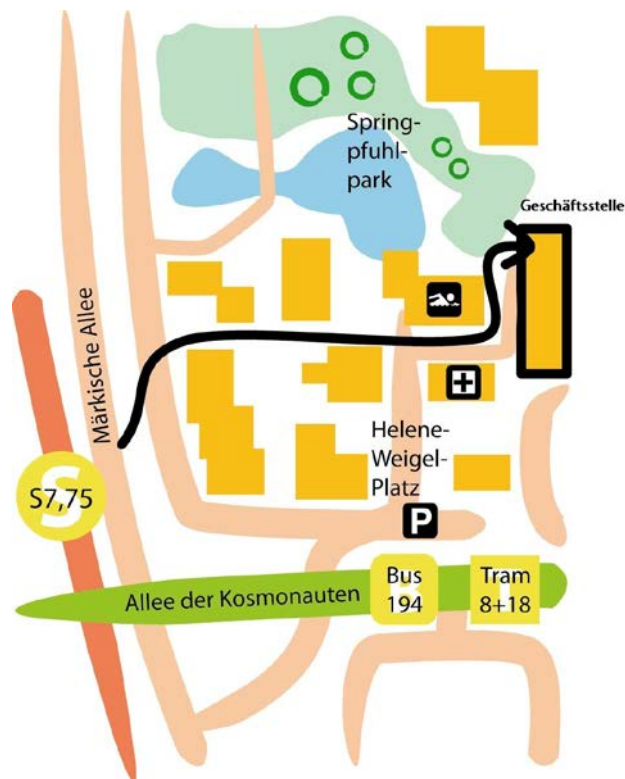 Spring-
pfuhl-
park
Geschäftsstelle
Märkische Allee
S7,75
Helene-
Weigel-
Platz
P
Allee der Kosmonauten
Bus
194
Tram
8+18